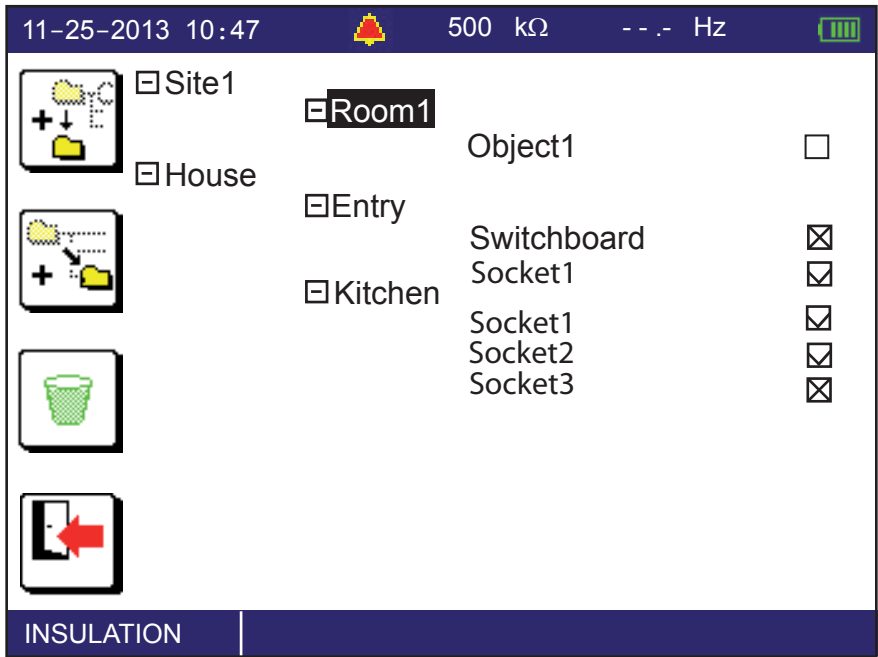 11-25-2013 10:47 500 kΩ - - .- Hz
Site1
Room1
Object1
House
Entry
Switchboard
Socket1
Kitchen
Socket1
Socket2
Socket3
INSULATION